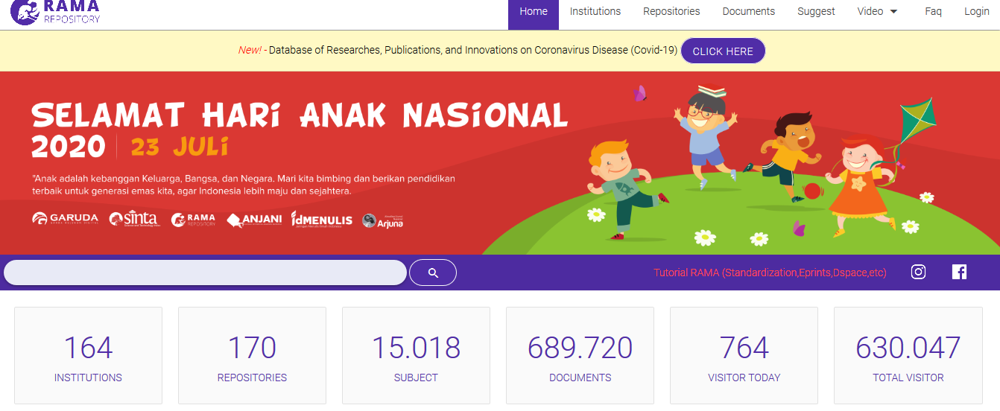 RAMA
REPOSITORY
Home Institutions Repositories Documents Suggest Video Faq Login
New! - Database of Researches, Publications, and Innovations on Coronavirus Disease (Covid-19) CLICK HERE
SELAMAT HARi ANAK NASiONAL
2020 23 JULi
"Anak adalah kebanggan Keluarga, Bangsa, dan Negara. Mari kita bimbing dan berikan pendidikan
terbaik untuk generasi emas kita, agar Indonesia lebih maju dan sejahtera.
GARUDA sinta RAMA REPOSITORY ANJANI idMENULIS Arjuna
Tutorial RAMA (Standardization,Eprints,Dspace,etc)
164 170 15.018 689.720 764 630.047
INSTITUTIONS REPOSITORIES SUBJECT DOCUMENTS VISITOR TODAY TOTAL VISITOR